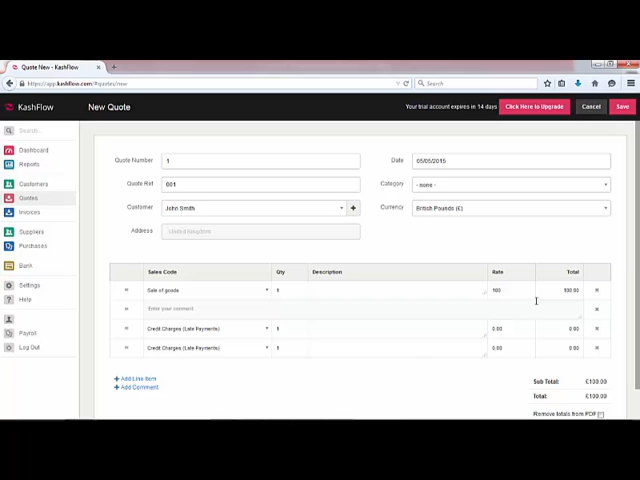 Quote New - KashFlow
https://app.kashflow.com/#quotes/new
Search
KashFlow
New Quote
Your trial account expires in 14 days
Click Here to Upgrade
Cancel
Save
Search...
Dashboard
Reports
Customers
Quotes
Invoices
Suppliers
Purchases
Bank
Settings
Help
Payroll
Log Out
Quote Number 1
Date 05/05/2015
Quote Ref 001
Category - none -
Customer John Smith
Currency British Pounds (£)
Address United Kingdom
Sales Code Qty Description Rate Total
Sale of goods 1 100 100.00
Enter your comment
Credit Charges (Late Payments) 1 0.00 0.00
Credit Charges (Late Payments) 1 0.00 0.00
Add Line Item
Add Comment
Sub Total: £100.00
Total: £100.00
Remove totals from PDF